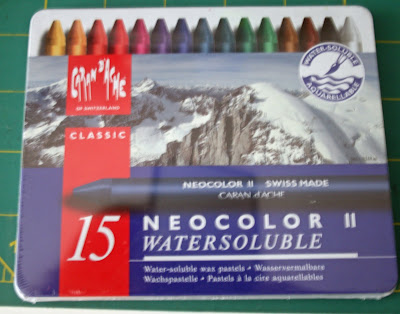 WATER-SOLUBLE
AQUARELLABLE
CARAN D'ACHE
OF SWITZERLAND
CLASSIC
NEOCOLOR II SWISS MADE
CARAN d'ACHE
15 NEOCOLOR II
WATERSOLUBLE
Water-soluble wax pastels • Wasservermalbare
Wachspastelle • Pastels à la cire aquarellables